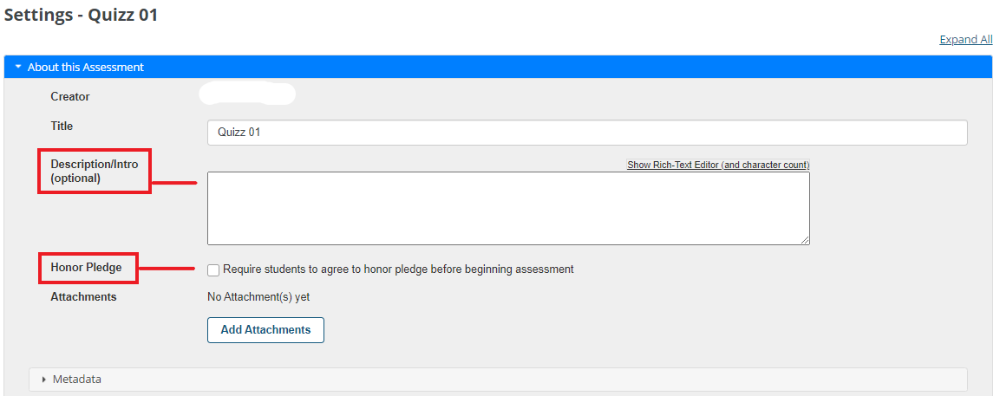 Settings - Quizz 01
Expand All
About this Assessment
Creator
Title
Quizz 01
Description/Intro
(optional)
Show Rich-Text Editor (and character count)
Honor Pledge
Require students to agree to honor pledge before beginning assessment
Attachments
No Attachment(s) yet
Add Attachments
Metadata